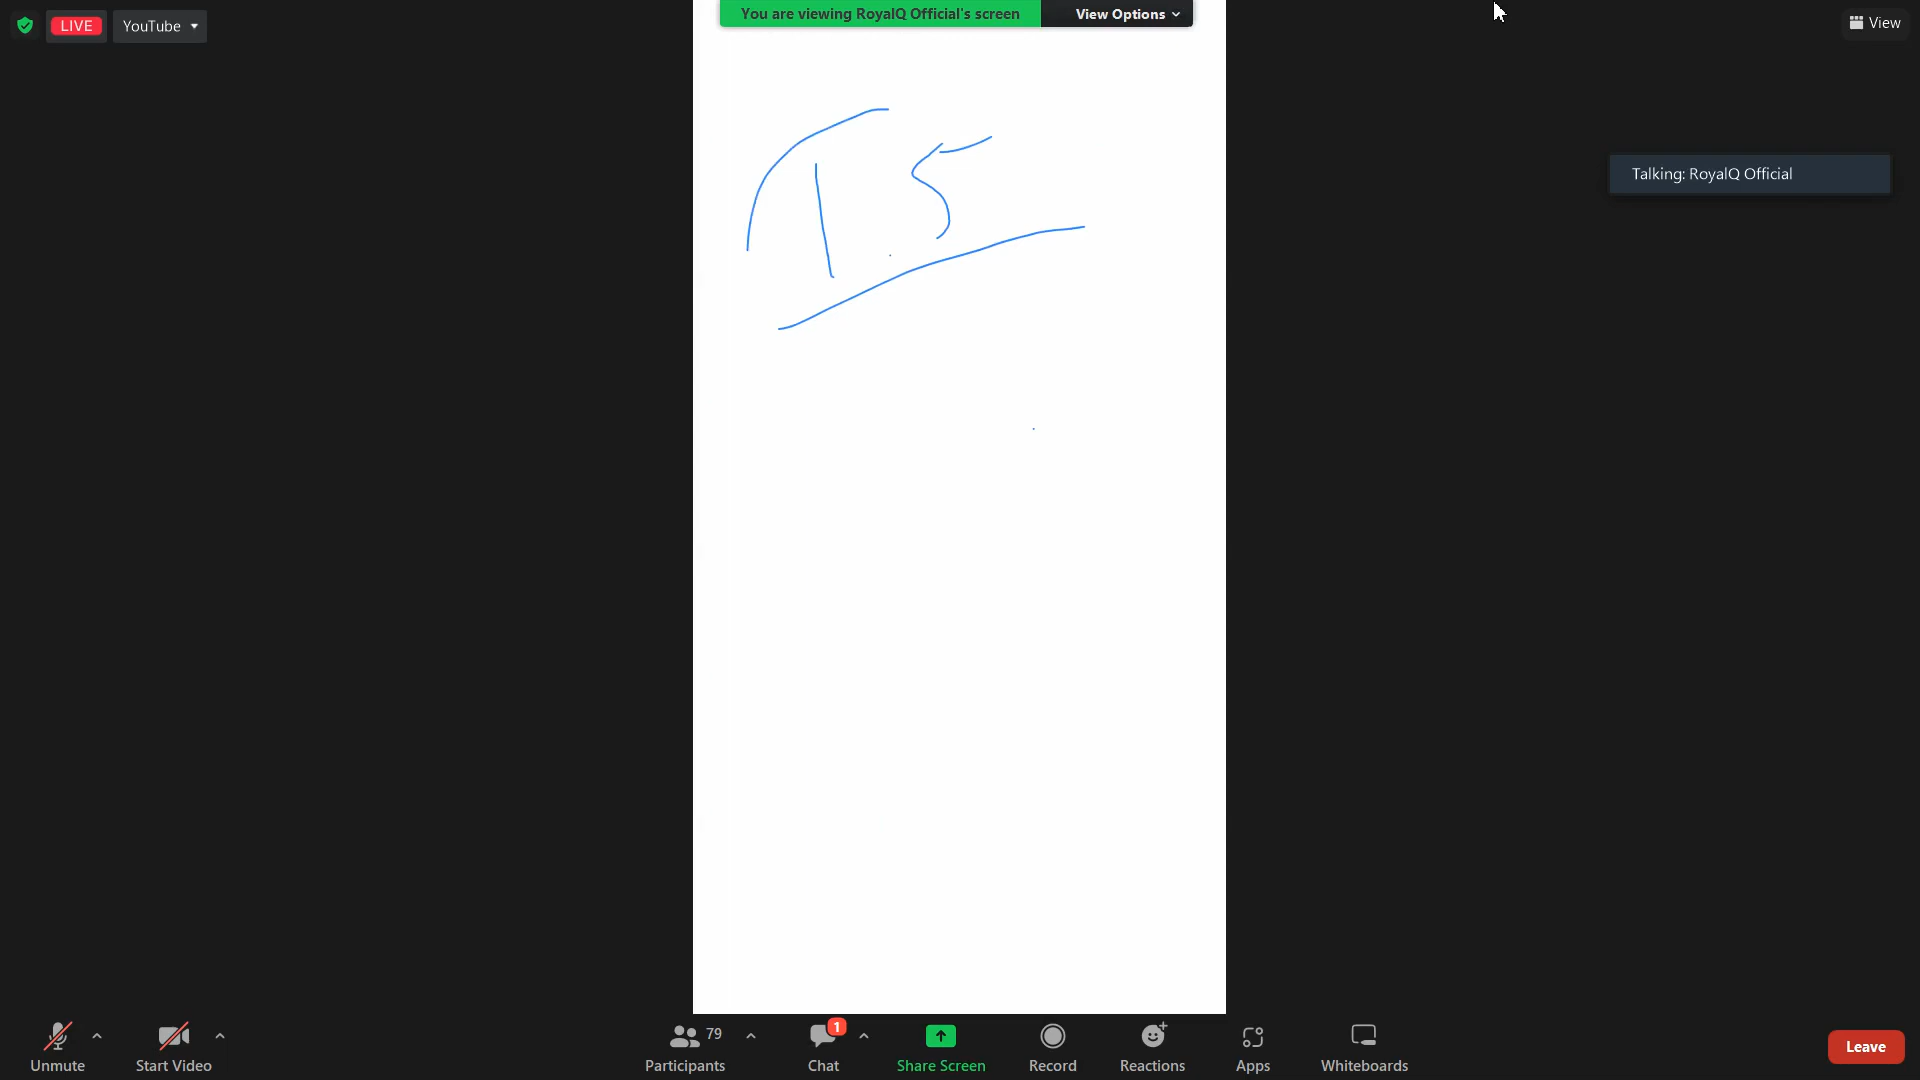 You are viewing RoyalQ Official's screen View Options
LIVE YouTube View
15
Talking: RoyalQ Official
79 1
Unmute Start Video Participants Chat Share Screen Record Reactions Apps Whiteboards Leave